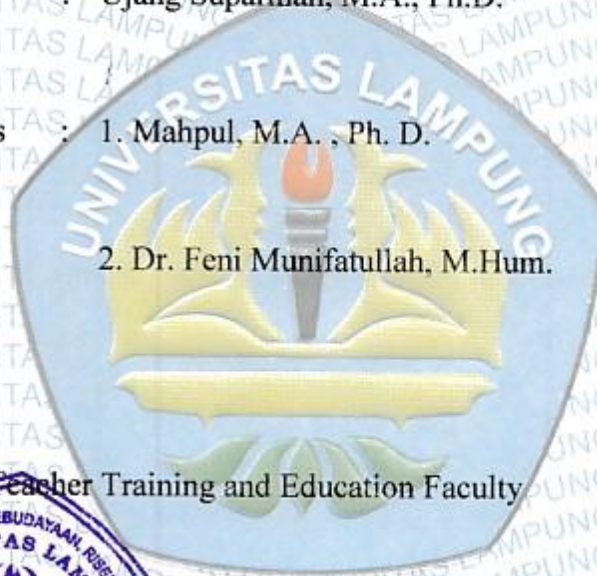 : Ujang Suparman, M.A., Ph.D.
s : 1. Mahpul, M.A. , Ph. D.
2. Dr. Feni Munifatullah, M.Hum.
Teacher Training and Education Faculty
UNIVERSITAS LAMPUNG